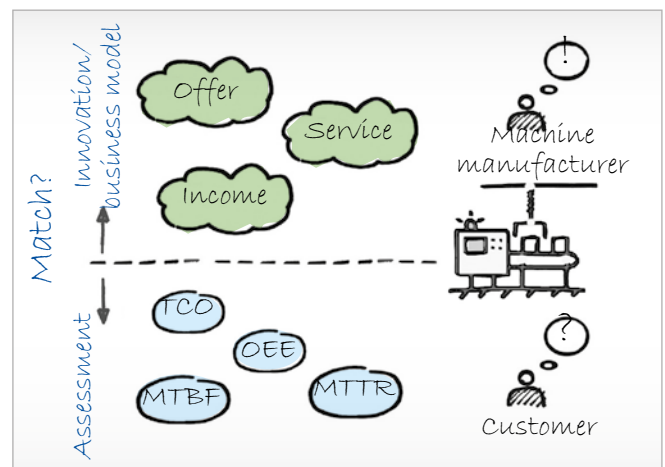 Match?
Innovation/
business model
Assessment
Offer
Service
Income
!
Machine
manufacturer
TCO
OEE
MTBF
MTTR
?
Customer